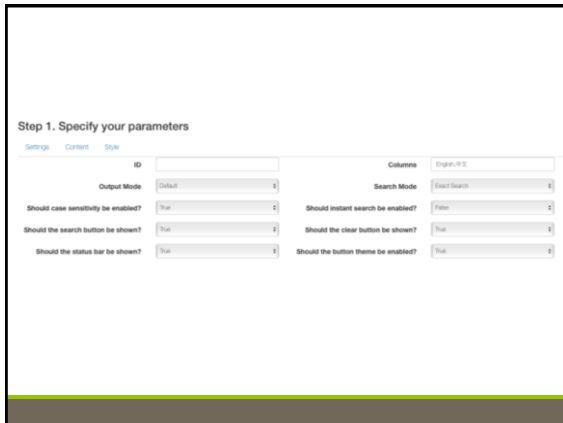 Step 1. Specify your parameters
Settings Content Style
ID Columns English,中文
Output Mode Default Search Mode Exact Search
Should case sensitivity be enabled? True Should instant search be enabled? False
Should the search button be shown? True Should the clear button be shown? True
Should the status bar be shown? True Should the button theme be enabled? True